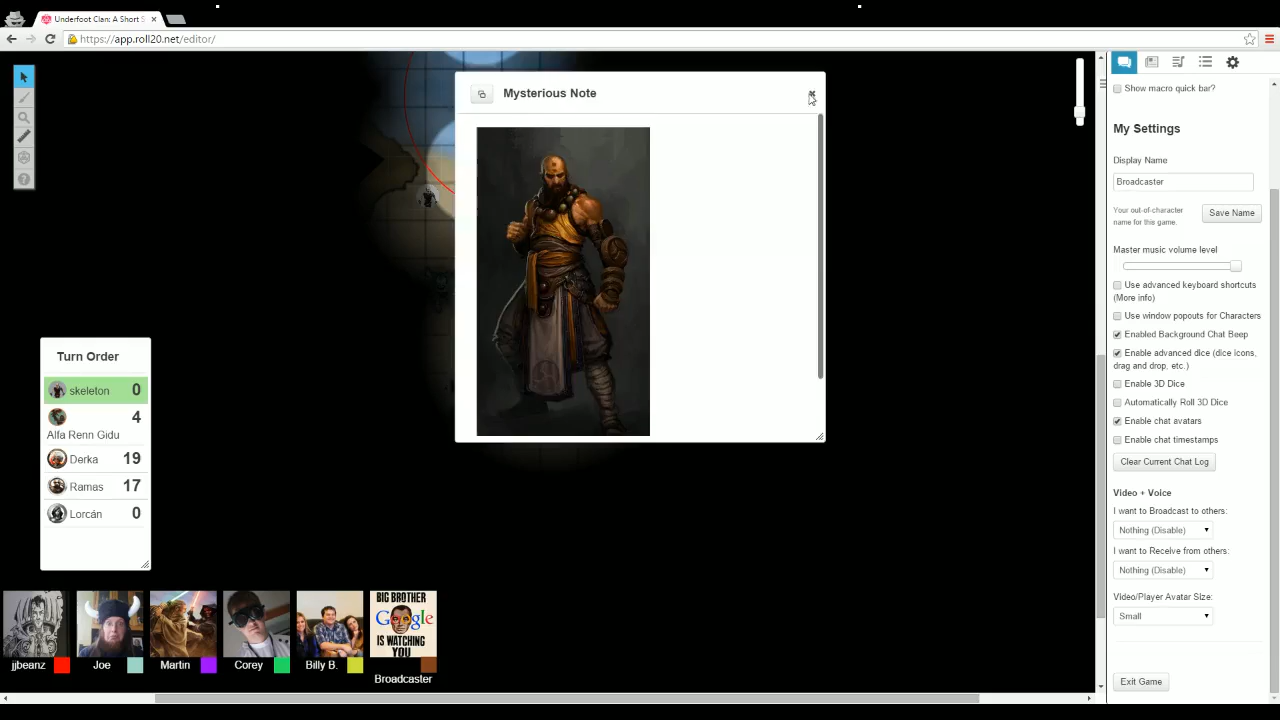 Underfoot Clan: A Short S
https://app.roll20.net/editor/
Mysterious Note
Turn Order
skeleton 0
4
Alfa Renn Gidu
Derka 19
Ramas 17
Lorcán 0
BIG BROTHER
Google
IS WATCHING
YOU
jjbeanz
Joe
Martin
Corey
Billy B.
Broadcaster
Show macro quick bar?
My Settings
Display Name
Broadcaster
Your out-of-character
name for this game.
Save Name
Master music volume level
Use advanced keyboard shortcuts
(More info)
Use window popouts for Characters
Enabled Background Chat Beep
Enable advanced dice (dice icons,
drag and drop, etc.)
Enable 3D Dice
Automatically Roll 3D Dice
Enable chat avatars
Enable chat timestamps
Clear Current Chat Log
Video + Voice
I want to Broadcast to others:
Nothing (Disable)
I want to Receive from others:
Nothing (Disable)
Video/Player Avatar Size:
Small
Exit Game